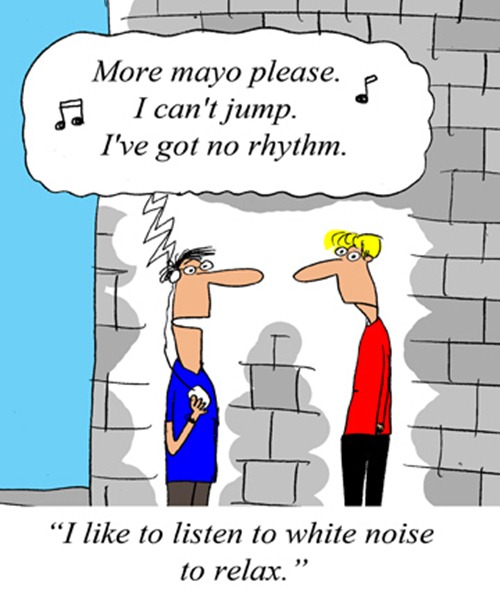 More mayo please.
I can't jump.
I've got no rhythm.
“I like to listen to white noise
to relax.”